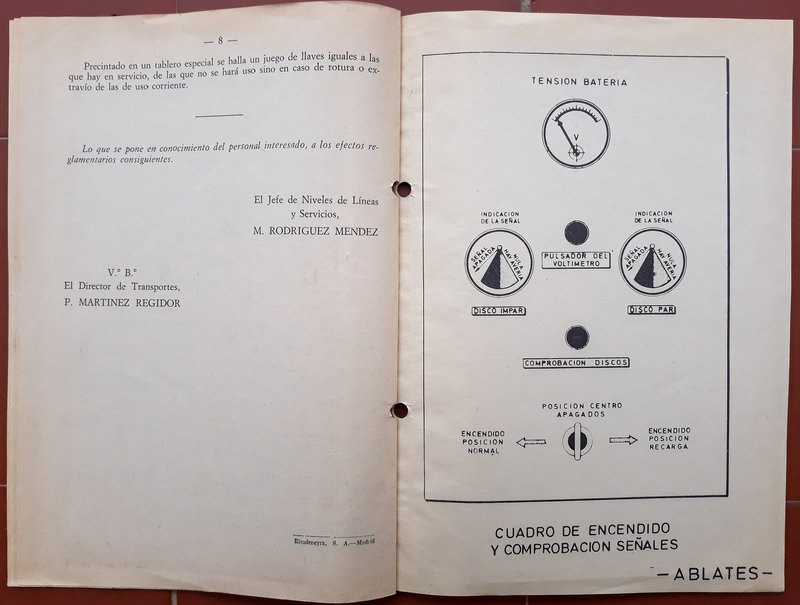 — 8 —
Precintado en un tablero especial se halla un juego de llaves iguales a las
que hay en servicio, de las que no se hará uso sino en caso de rotura o ex-
travío de las de uso corriente.
Lo que se pone en conocimiento del personal interesado, a los efectos re-
glamentarios consiguientes.
El Jefe de Niveles de Líneas
y Servicios,
M. RODRIGUEZ MENDEZ
V.° B.°
El Director de Transportes,
P. MARTINEZ REGIDOR
Rivadeneyra, S. A.—Madrid
TENSION BATERIA
V
INDICACION
DE LA SEÑAL
SEÑAL
APAGADA
NULA
HAY AVERIA
DISCO IMPAR
PULSADOR DEL
VOLTIMETRO
INDICACION
DE LA SEÑAL
SEÑAL
APAGADA
NULA
HAY AVERIA
DISCO PAR
COMPROBACION DISCOS
POSICION CENTRO
APAGADOS
ENCENDIDO
POSICION
NORMAL
ENCENDIDO
POSICION
RECARGA
CUADRO DE ENCENDIDO
Y COMPROBACION SEÑALES
—ABLATES—